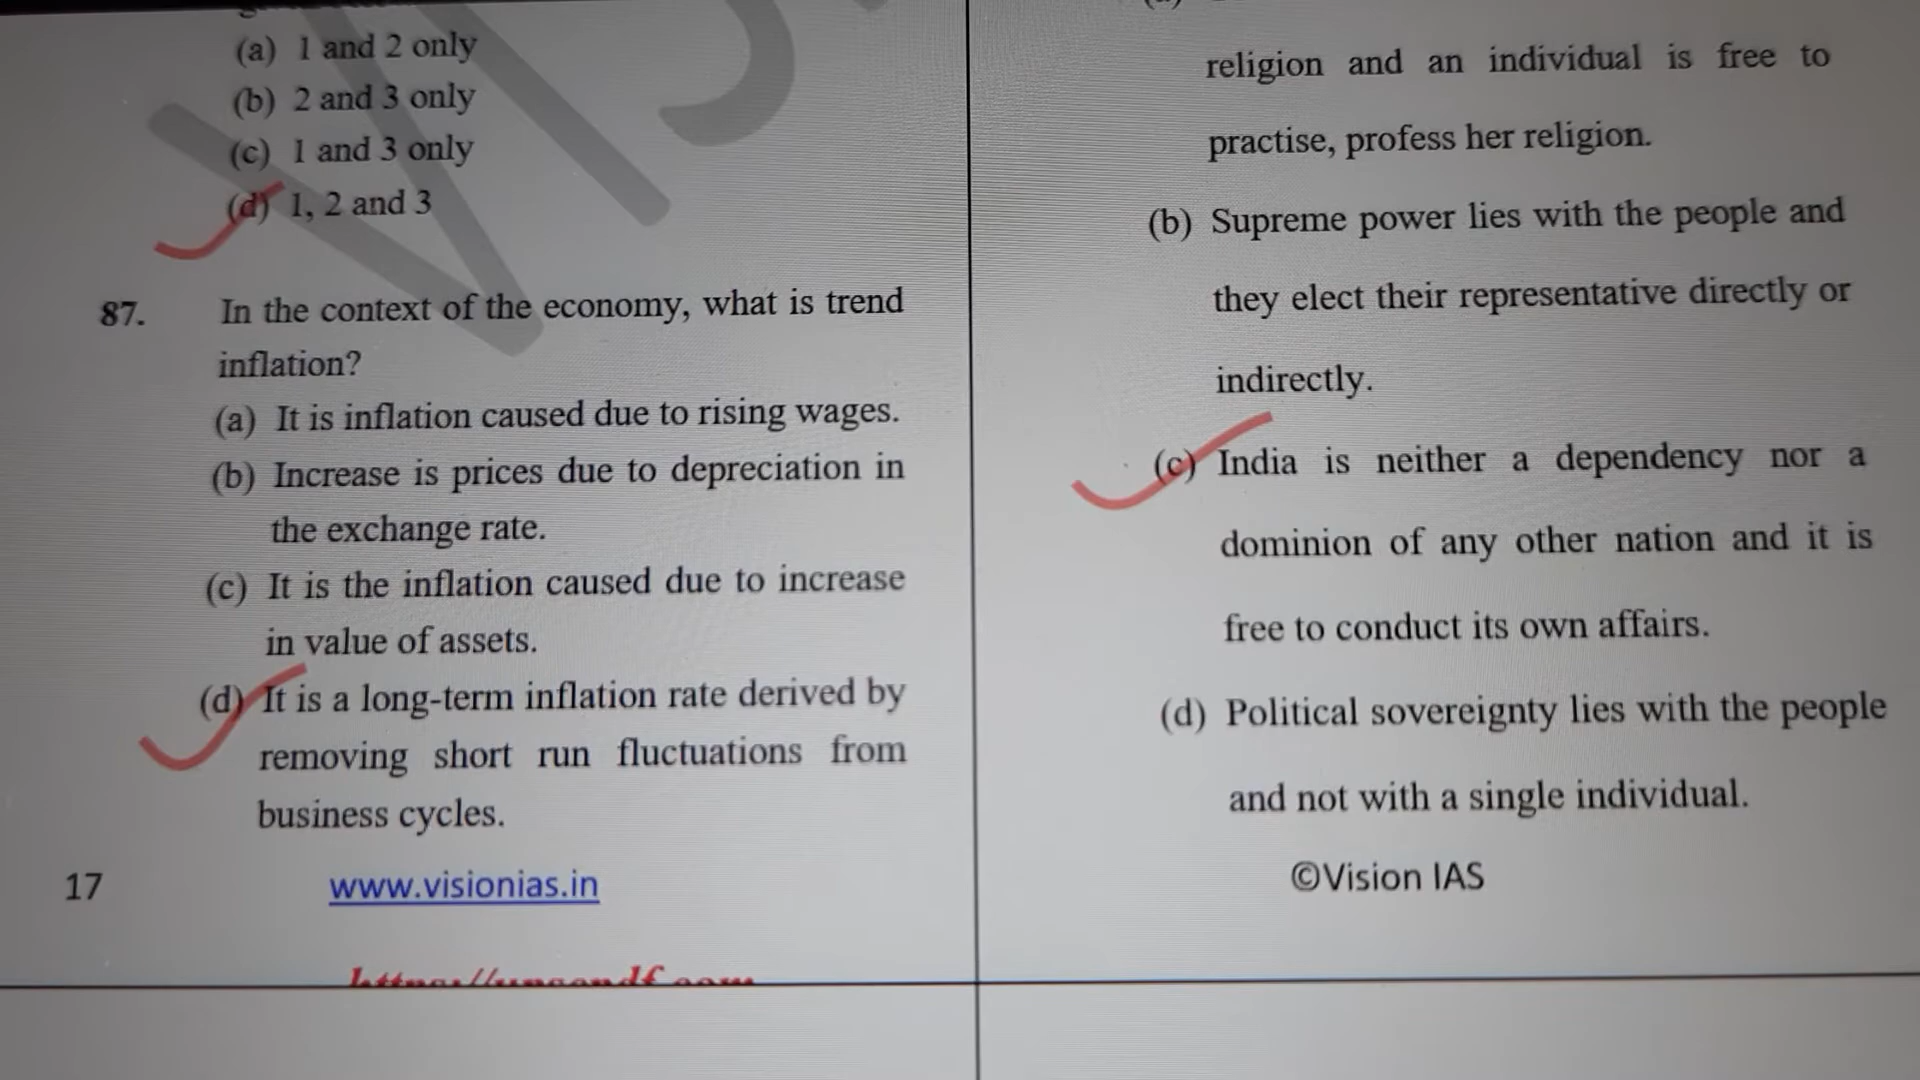 (a) 1 and 2 only
(b) 2 and 3 only
(c) 1 and 3 only
(d) 1, 2 and 3
87. In the context of the economy, what is trend
inflation?
(a) It is inflation caused due to rising wages.
(b) Increase is prices due to depreciation in
the exchange rate.
(c) It is the inflation caused due to increase
in value of assets.
(d) It is a long-term inflation rate derived by
removing short run fluctuations from
business cycles.
17 www.visionias.in
religion and an individual is free to
practise, profess her religion.
(b) Supreme power lies with the people and
they elect their representative directly or
indirectly.
(c) India is neither a dependency nor a
dominion of any other nation and it is
free to conduct its own affairs.
(d) Political sovereignty lies with the people
and not with a single individual.
©Vision IAS